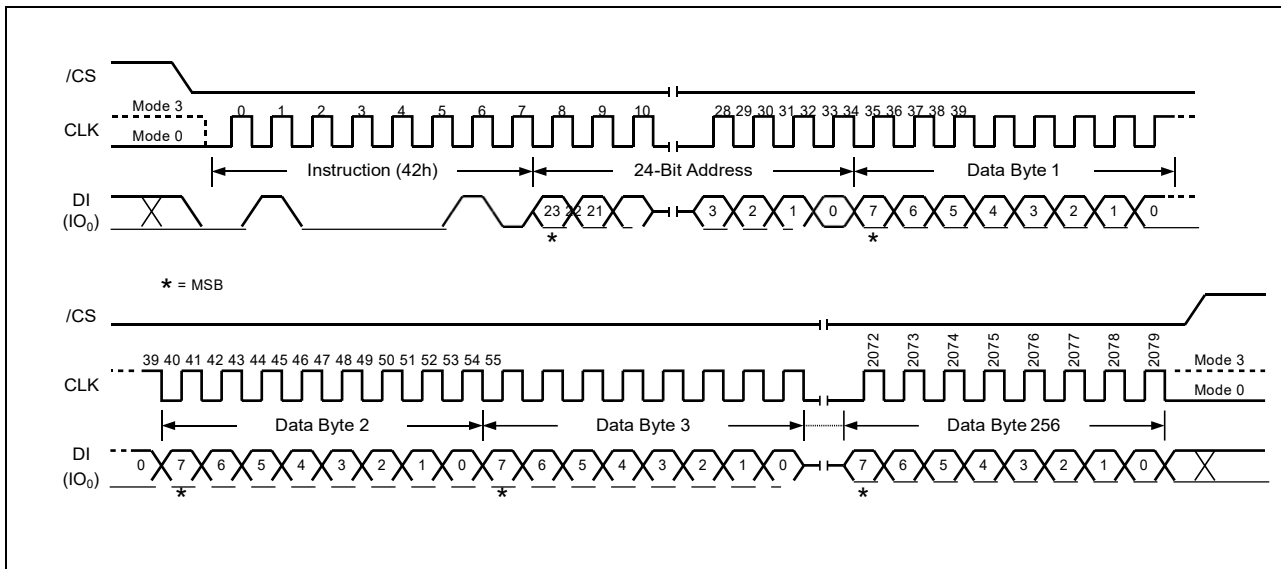 /CS
Mode 3
0 1 2 3 4 5 6 7 8 9 10 28 29 30 31 32 33 34 35 36 37 38 39
CLK
Mode 0
Instruction (42h) 24-Bit Address Data Byte 1
DI
(IO0)
23 22 21 3 2 1 0 7 6 5 4 3 2 1 0
* *
* = MSB
/CS
39 40 41 42 43 44 45 46 47 48 49 50 51 52 53 54 55 2072 2073 2074 2075 2076 2077 2078 2079
Mode 3
CLK
Mode 0
Data Byte 2 Data Byte 3 Data Byte 256
DI
(IO0)
0 7 6 5 4 3 2 1 0 7 6 5 4 3 2 1 0 7 6 5 4 3 2 1 0
* * *